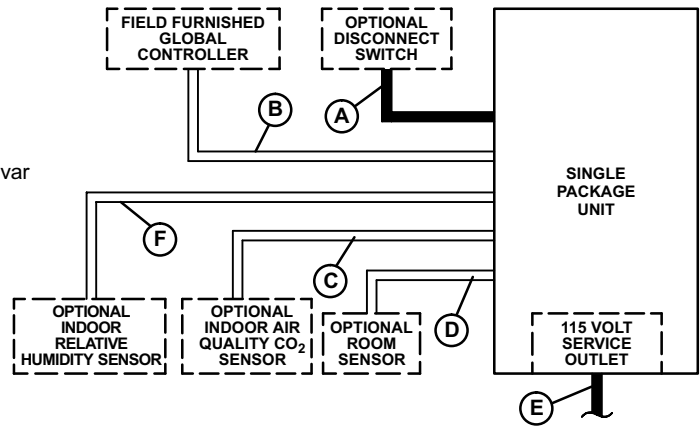 FIELD FURNISHED
GLOBAL
CONTROLLER
OPTIONAL
DISCONNECT
SWITCH
B
A
var
SINGLE
PACKAGE
UNIT
F
C
D
OPTIONAL
INDOOR
RELATIVE
HUMIDITY SENSOR
OPTIONAL
INDOOR AIR
QUALITY CO₂
SENSOR
OPTIONAL
ROOM
SENSOR
115 VOLT
SERVICE
OUTLET
E